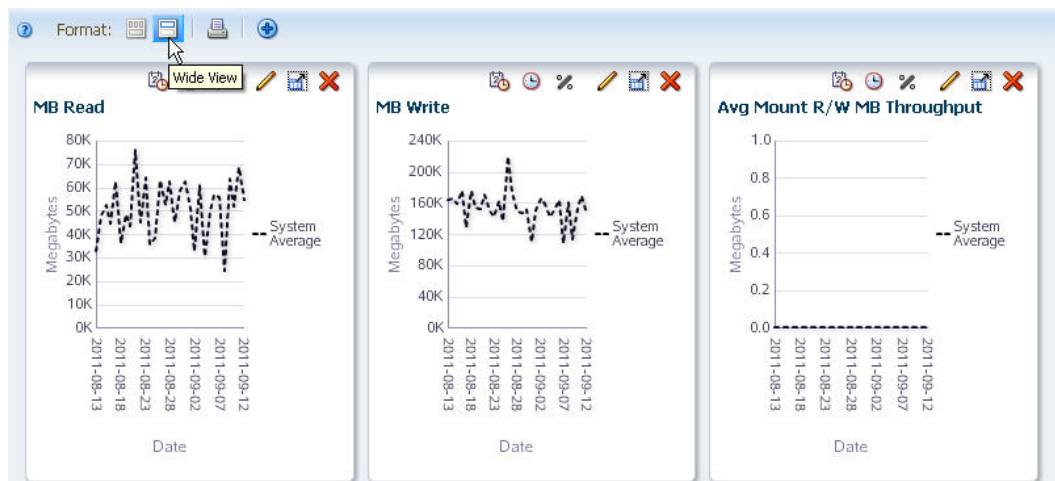 Format:
Wide View
MB Read
80K
70K
60K
50K
40K
30K
20K
10K
0K
Megabytes
System
Average
2011-08-13
2011-08-18
2011-08-23
2011-08-28
2011-09-02
2011-09-07
2011-09-12
Date
MB Write
240K
200K
160K
120K
80K
40K
0K
Megabytes
System
Average
2011-08-13
2011-08-18
2011-08-23
2011-08-28
2011-09-02
2011-09-07
2011-09-12
Date
Avg Mount R/W MB Throughput
1.0
0.8
0.6
0.4
0.2
0.0
Megabytes
System
Average
2011-08-13
2011-08-18
2011-08-23
2011-08-28
2011-09-02
2011-09-07
2011-09-12
Date